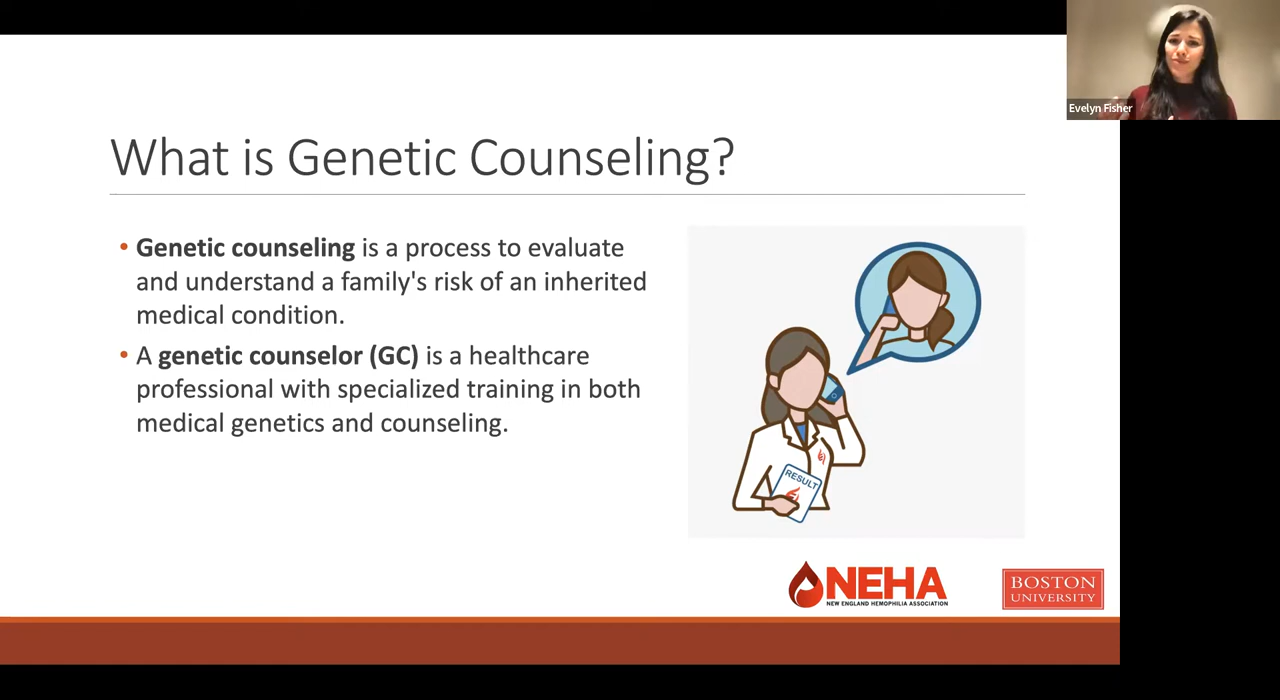 Evelyn Fisher
What is Genetic Counseling?
• Genetic counseling is a process to evaluate
and understand a family's risk of an inherited
medical condition.
• A genetic counselor (GC) is a healthcare
professional with specialized training in both
medical genetics and counseling.
RESULT
NEHA
NEW ENGLAND HEMOPHILIA ASSOCIATION
BOSTON
UNIVERSITY